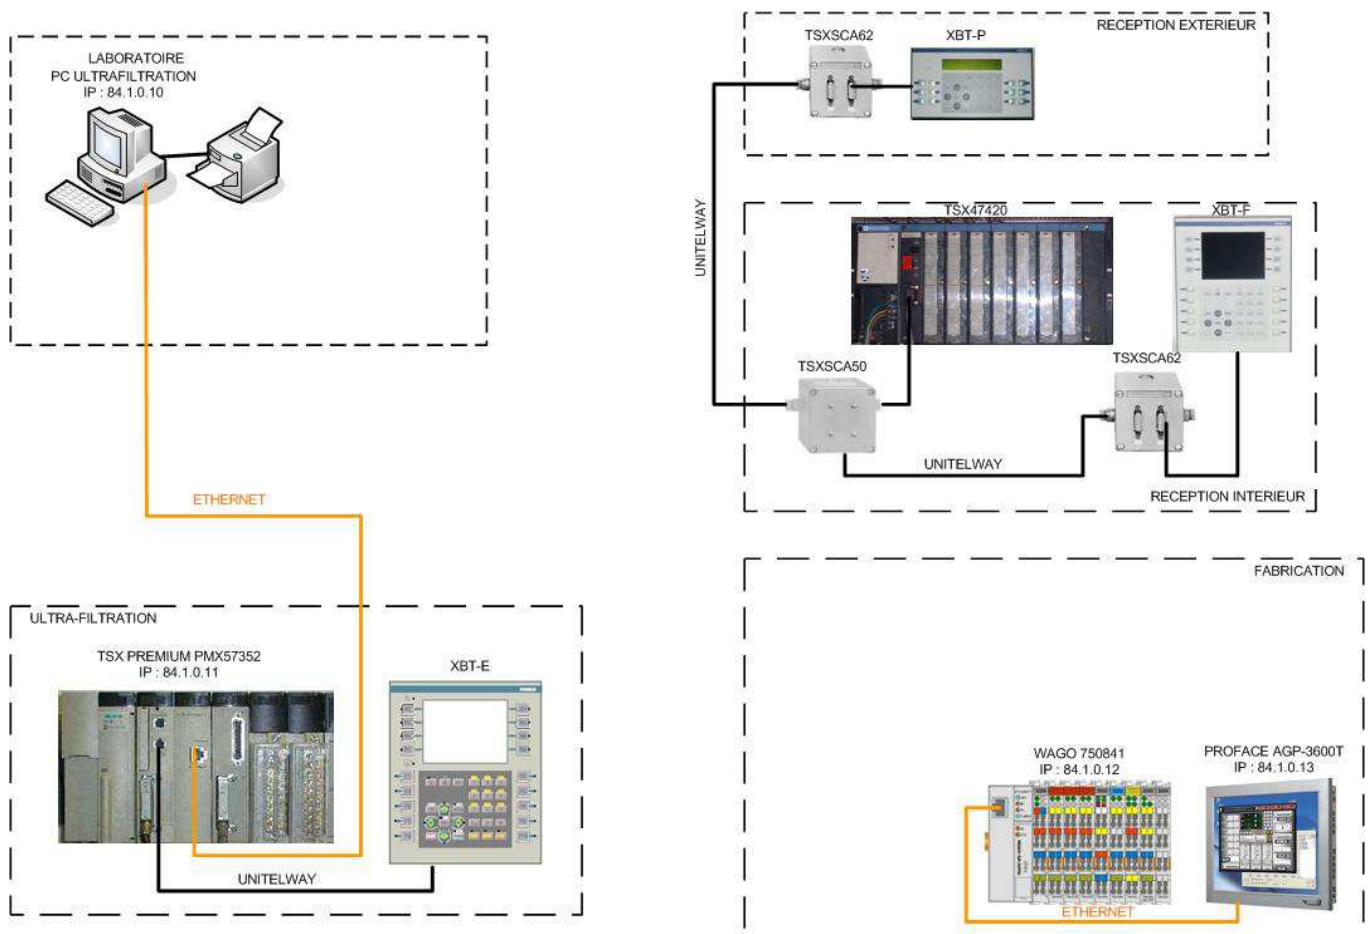 LABORATOIRE
PC ULTRAFILTRATION
IP : 84.1.0.10
ETHERNET
ULTRA-FILTRATION
TSX PREMIUM PMX57352
IP : 84.1.0.11
XBT-E
UNITELWAY
RECEPTION EXTERIEUR
TSXSCA62
XBT-P
UNITELWAY
TSX47420
XBT-F
TSXSCA50
TSXSCA62
UNITELWAY
RECEPTION INTERIEUR
FABRICATION
WAGO 750841
IP : 84.1.0.12
PROFACE AGP-3600T
IP : 84.1.0.13
ETHERNET